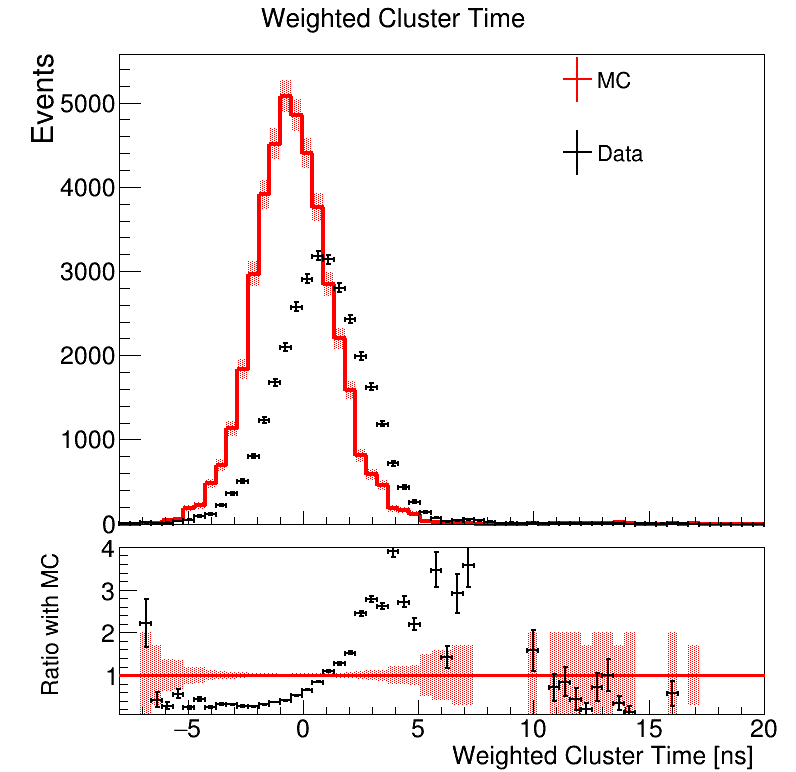 Weighted Cluster Time
Events
5000
4000
3000
2000
1000
0
MC
Data
Ratio with MC
4
3
2
1
−5 0 5 10 15 20
Weighted Cluster Time [ns]